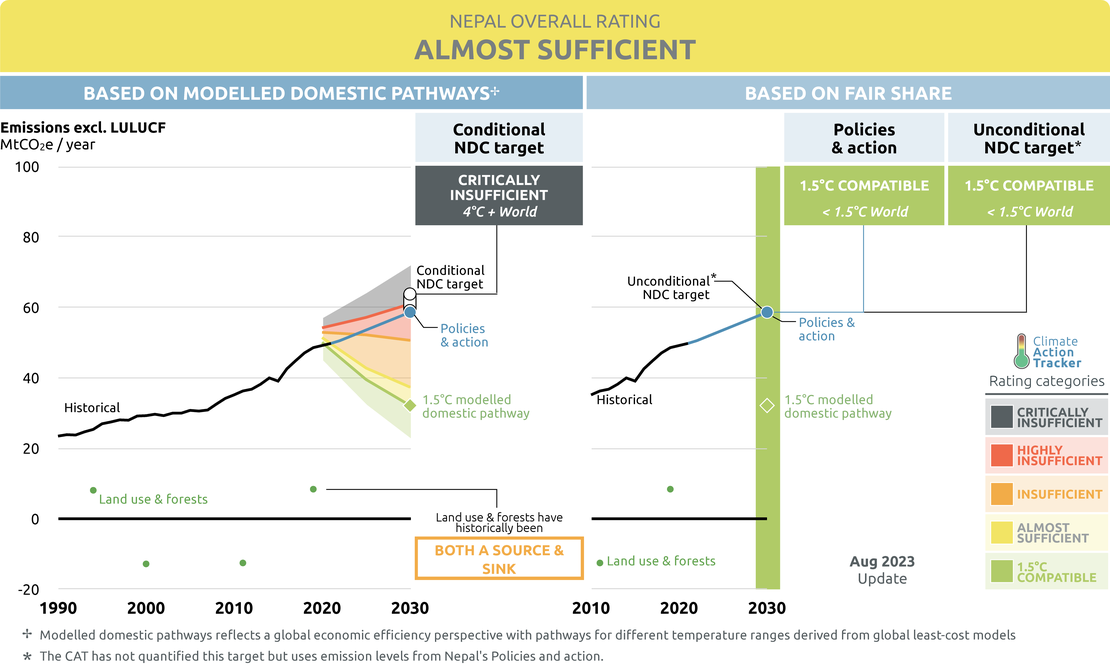 NEPAL OVERALL RATING
ALMOST SUFFICIENT
BASED ON MODELLED DOMESTIC PATHWAYS✢
BASED ON FAIR SHARE
Emissions excl. LULUCF
MtCO₂e / year
Conditional
NDC target
CRITICALLY
INSUFFICIENT
4°C + World
Policies
& action
1.5°C COMPATIBLE
< 1.5°C World
Unconditional
NDC target*
1.5°C COMPATIBLE
< 1.5°C World
100
80
60
40
20
0
-20
1990
2000
2010
2020
2030
Historical
Conditional
NDC target
Policies
& action
1.5°C modelled
domestic pathway
Land use & forests
Land use & forests have
historically been
BOTH A SOURCE &
SINK
Unconditional*
NDC target
Policies &
action
Historical
1.5°C modelled
domestic pathway
Land use & forests
2010
2020
2030
Aug 2023
Update
Climate
Action
Tracker
Rating categories
CRITICALLY
INSUFFICIENT
HIGHLY
INSUFFICIENT
INSUFFICIENT
ALMOST
SUFFICIENT
1.5°C
COMPATIBLE
✢ Modelled domestic pathways reflects a global economic efficiency perspective with pathways for different temperature ranges derived from global least-cost models
* The CAT has not quantified this target but uses emission levels from Nepal's Policies and action.